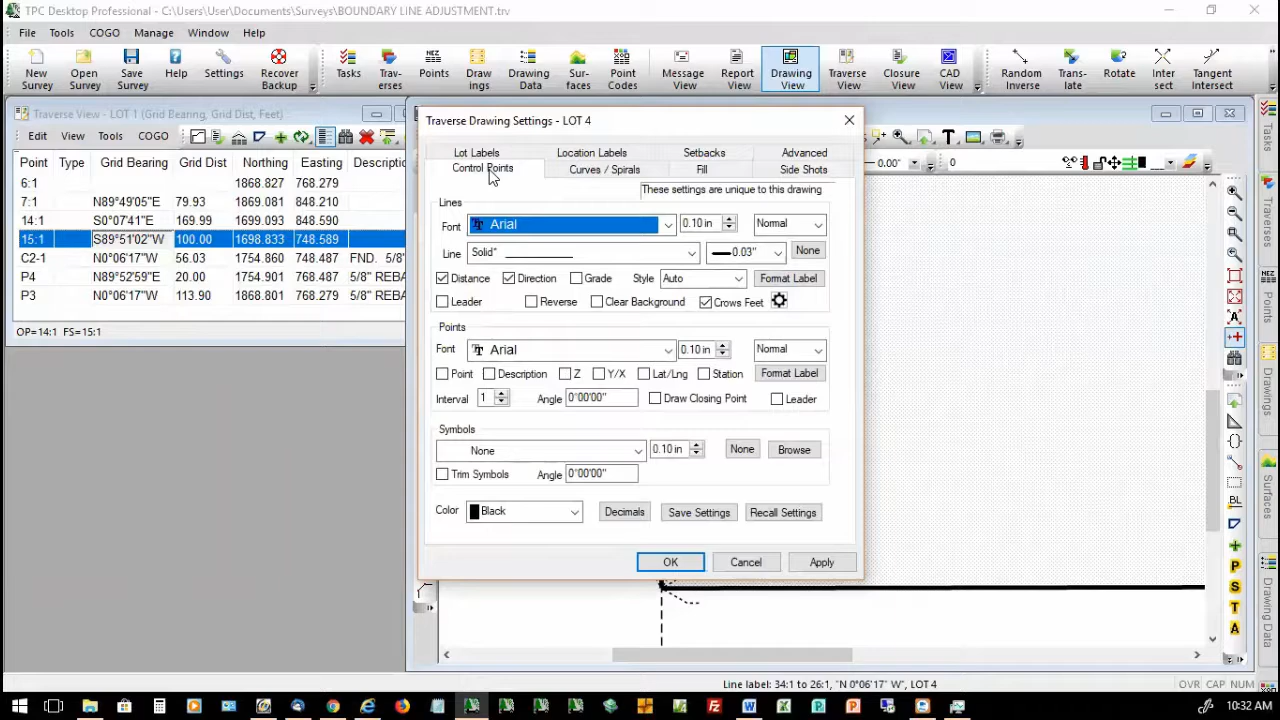 TPC Desktop Professional - C:\Users\User\Documents\Surveys\BOUNDARY LINE ADJUSTMENT.trv
File Tools COGO Manage Window Help
New Survey
Open Survey
Save Survey
Help
Settings
Recover Backup
Tasks
Trav-erses
Points
Draw ings
Drawing Data
Sur-faces
Point Codes
Message View
Report View
Drawing View
Traverse View
Closure View
CAD View
Random Inverse
Trans-late
Rotate
Inter sect
Tangent Intersect
Traverse View - LOT 1 (Grid Bearing, Grid Dist, Feet)
Edit View Tools COGO
Point Type Grid Bearing Grid Dist Northing Easting Descriptic
6:1 1868.827 768.279
7:1 N89°49'05"E 79.93 1869.081 848.210
14:1 S0°07'41"E 169.99 1699.093 848.590
15:1 S89°51'02"W 100.00 1698.833 748.589
C2-1 N0°06'17"W 56.03 1754.860 748.487 FND. 5/8" R
P4 N89°52'59"E 20.00 1754.901 768.487 5/8" REBA
P3 N0°06'17"W 113.90 1868.801 768.279 5/8" REBA
OP=14:1 FS=15:1
Traverse Drawing Settings - LOT 4
Lot Labels Location Labels Setbacks Advanced
Control Points Curves / Spirals Fill Side Shots
These settings are unique to this drawing
Lines
Font Arial 0.10 in Normal
Line Solid* 0.03" None
Distance Direction Grade Style Auto Format Label
Leader Reverse Clear Background Crows Feet
Points
Font Arial 0.10 in Normal
Point Description Z Y/X Lat/Lng Station Format Label
Interval 1 Angle 0°00'00" Draw Closing Point Leader
Symbols
None 0.10 in None Browse
Trim Symbols Angle 0°00'00"
Color Black Decimals Save Settings Recall Settings
OK Cancel Apply
0.00" 0
Tasks
Traverses
Points
Drawings
Surfaces
Drawing Data
BL
P
S
T
A
Line label: 34:1 to 26:1, "N 0°06'17" W", LOT 4
OVR CAP NUM
10:32 AM